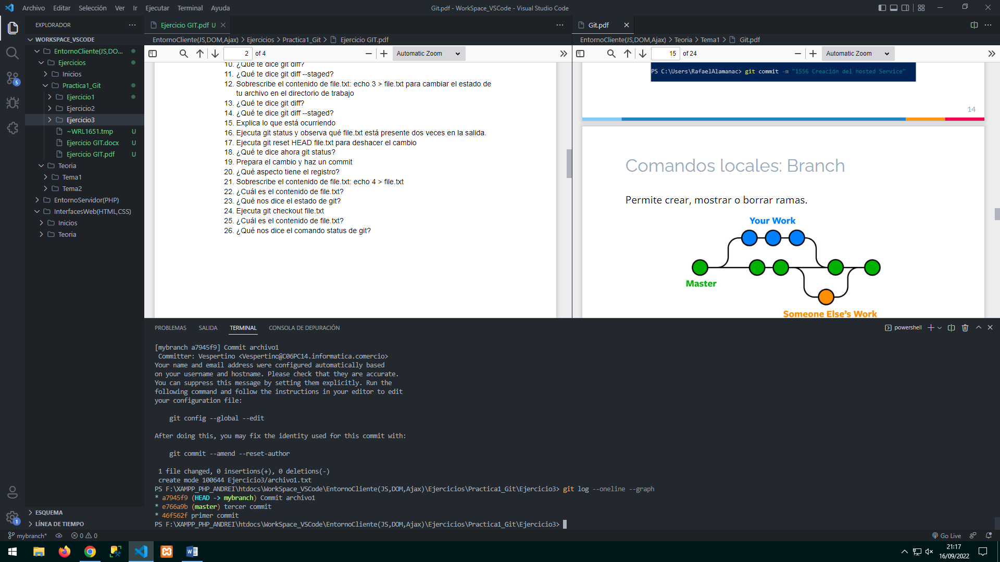 Archivo Editar Selección Ver Ir Ejecutar Terminal Ayuda
Git.pdf - WorkSpace_VSCode - Visual Studio Code
EXPLORADOR
WORKSPACE_VSCODE
EntornoCliente(JS,DO...
Ejercicios
Inicios
Practica1_Git
Ejercicio1
Ejercicio2
Ejercicio3
~WRL1651.tmp U
Ejercicio GIT.docx U
Ejercicio GIT.pdf U
Teoria
Tema1
Tema2
EntornoServidor(PHP)
InterfacesWeb(HTML,CSS)
Inicios
Teoria
ESQUEMA
LÍNEA DE TIEMPO
5
1
Ejercicio GIT.pdf U
EntornoCliente(JS,DOM,Ajax) > Ejercicios > Practica1_Git > Ejercicio GIT.pdf
2 of 4
Automatic Zoom
10. ¿Qué te dice git diff?
11. ¿Qué te dice git diff --staged?
12. Sobrescribe el contenido de file.txt: echo 3 > file.txt para cambiar el estado de
tu archivo en el directorio de trabajo
13. ¿Qué te dice git diff?
14. ¿Qué te dice git diff --staged?
15. Explica lo que está ocurriendo
16. Ejecuta git status y observa qué file.txt está presente dos veces en la salida.
17. Ejecuta git reset HEAD file.txt para deshacer el cambio
18. ¿Qué te dice ahora git status?
19. Prepara el cambio y haz un commit
20. ¿Qué aspecto tiene el registro?
21. Sobrescribe el contenido de file.txt: echo 4 > file.txt
22. ¿Cuál es el contenido de file.txt?
23. ¿Qué nos dice el estado de git?
24. Ejecuta git checkout file.txt
25. ¿Cuál es el contenido de file.txt?
26. ¿Qué nos dice el comando status de git?
Git.pdf
EntornoCliente(JS,DOM,Ajax) > Teoria > Tema1 > Git.pdf
15 of 24
Automatic Zoom
PS C:\Users\RafaelAlamanac> git commit -m "1556 Creación del hosted Service"
14
Comandos locales: Branch
Permite crear, mostrar o borrar ramas.
Your Work
Master
Someone Else's Work
PROBLEMAS SALIDA TERMINAL CONSOLA DE DEPURACIÓN
powershell
[mybranch a7945f9] Commit archivo1
Committer: Vespertino <Vespertino@C06PC14.informatica.comercio>
Your name and email address were configured automatically based
on your username and hostname. Please check that they are accurate.
You can suppress this message by setting them explicitly. Run the
following command and follow the instructions in your editor to edit
your configuration file:
git config --global --edit
After doing this, you may fix the identity used for this commit with:
git commit --amend --reset-author
1 file changed, 0 insertions(+), 0 deletions(-)
create mode 100644 Ejercicio3/archivo1.txt
PS F:\XAMPP_PHP_ANDREI\htdocs\WorkSpace_VSCode\EntornoCliente(JS,DOM,Ajax)\Ejercicios\Practica1_Git\Ejercicio3> git log --oneline --graph
* a7945f9 (HEAD -> mybranch) Commit archivo1
* e766a9b (master) tercer commit
* 46f562f primer commit
PS F:\XAMPP_PHP_ANDREI\htdocs\WorkSpace_VSCode\EntornoCliente(JS,DOM,Ajax)\Ejercicios\Practica1_Git\Ejercicio3>
mybranch* 0 0
Go Live
21:17
16/09/2022